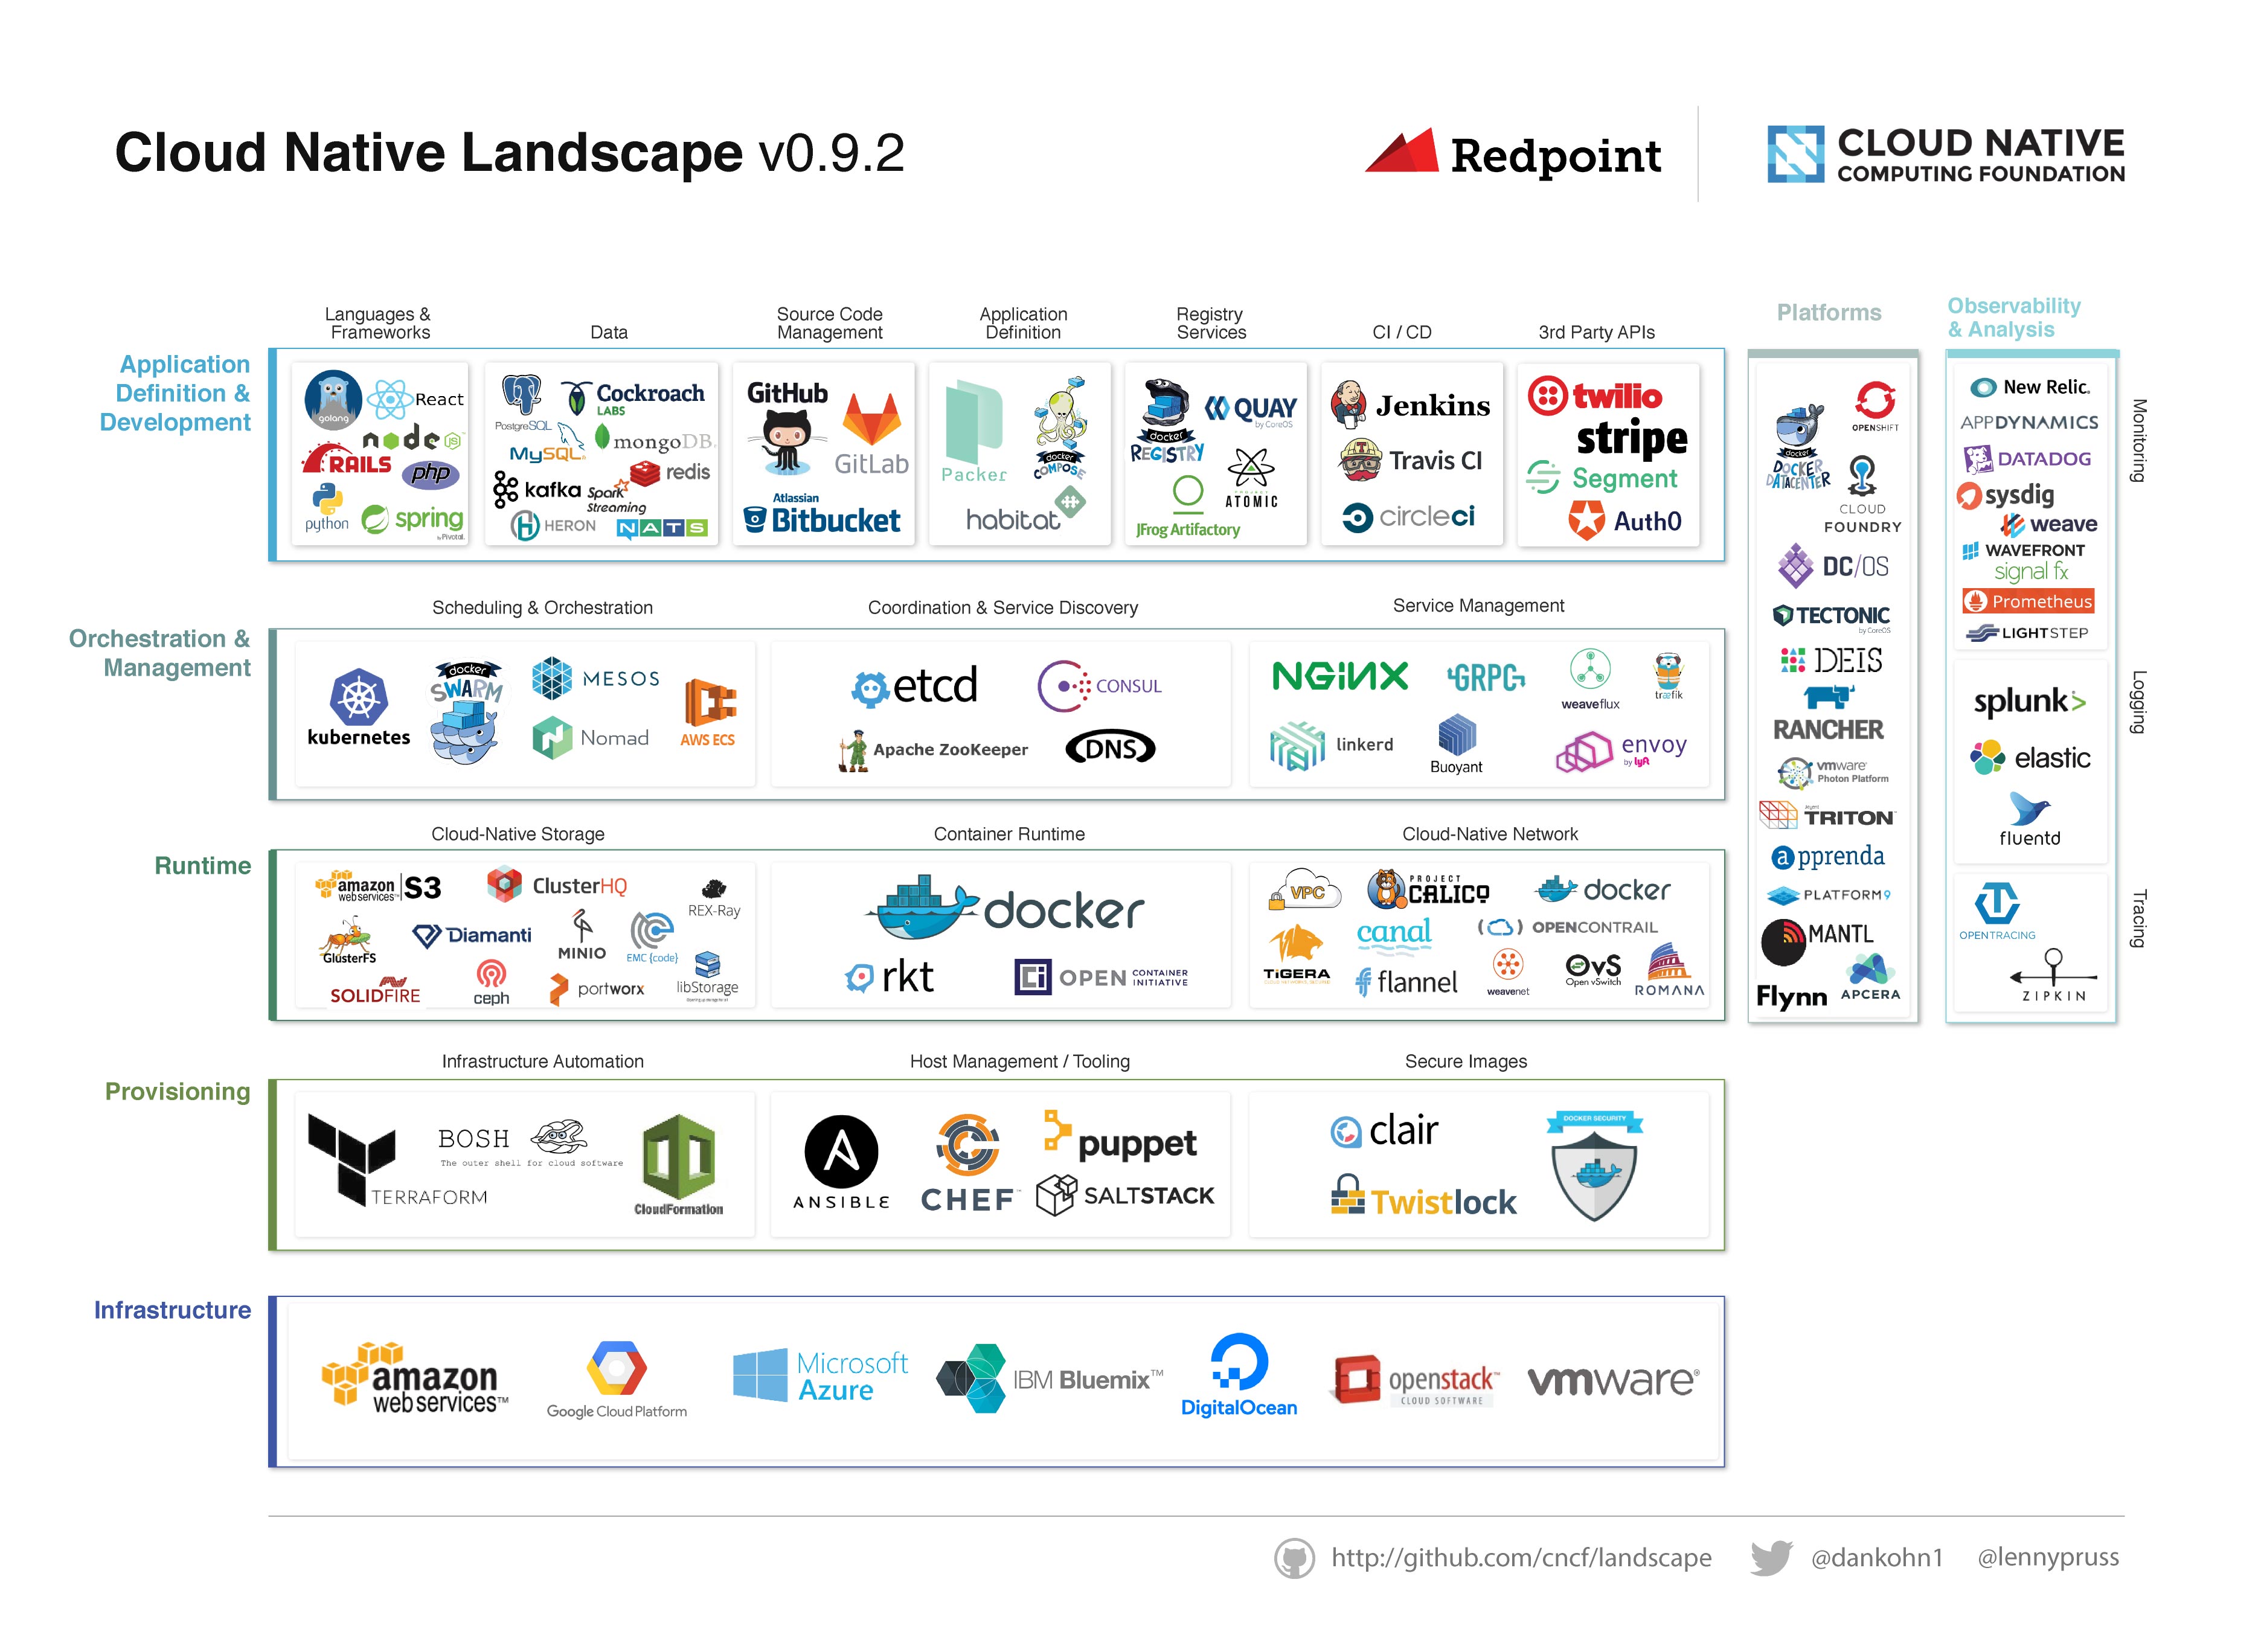 Cloud Native Landscape v0.9.2
Redpoint
CLOUD NATIVE
COMPUTING FOUNDATION
Application
Definition &
Development
Languages &
Frameworks
golang
React
node JS
RAILS
php
python
spring
by Pivotal
Data
PostgreSQL
Cockroach
LABS
MySQL
mongoDB
kafka
redis
Spark
Streaming
HERON
NATS
Source Code
Management
GitHub
GitLab
Atlassian
Bitbucket
Application
Definition
Packer
docker
COMPOSE
habitat
Registry
Services
docker
REGISTRY
QUAY
by CoreOS
PROJECT
ATOMIC
JFrog Artifactory
CI / CD
Jenkins
Travis CI
circleci
3rd Party APIs
twilio
stripe
Segment
Auth0
Orchestration &
Management
Scheduling & Orchestration
kubernetes
docker
SWARM
MESOS
Nomad
AWS ECS
Coordination & Service Discovery
etcd
CONSUL
Apache ZooKeeper
DNS
Service Management
NGINX
GRPC
weave flux
træfik
linkerd
Buoyant
envoy
by lyft
Runtime
Cloud-Native Storage
amazon
webservices™
S3
ClusterHQ
REX-Ray
GlusterFS
Diamanti
MINIO
EMC {code}
SOLIDFIRE
ceph
portworx
libStorage
Container Runtime
docker
rkt
OPEN CONTAINER
INITIATIVE
Cloud-Native Network
VPC
PROJECT
CALICO
docker
TIGERA
canal
OPENCONTRAIL
flannel
weavenet
OvS
Open vSwitch
ROMANA
Provisioning
Infrastructure Automation
TERRAFORM
BOSH
The outer shell for cloud software
CloudFormation
Host Management / Tooling
ANSIBLE
CHEF™
puppet
SALTSTACK
Secure Images
clair
Twistlock
DOCKER SECURITY
Infrastructure
amazon
webservices™
Google Cloud Platform
Microsoft
Azure
IBM Bluemix™
DigitalOcean
openstack™
CLOUD SOFTWARE
vmware®
Platforms
docker
DOCKER
DATACENTER
OPENSHIFT
CLOUD
FOUNDRY
DC/OS
TECTONIC
by CoreOS
DEIS
RANCHER
vmware®
Photon Platform
Joyent
TRITON™
apprenda
PLATFORM9
MANTL
Flynn
APCERA
Observability
& Analysis
Monitoring
New Relic.
APPDYNAMICS
DATADOG
sysdig
weave
WAVEFRONT
signal fx
Prometheus
LIGHTSTEP
Logging
splunk>
elastic
fluentd
Tracing
OPENTRACING
ZIPKIN
http://github.com/cncf/landscape
@dankohn1
@lennypruss